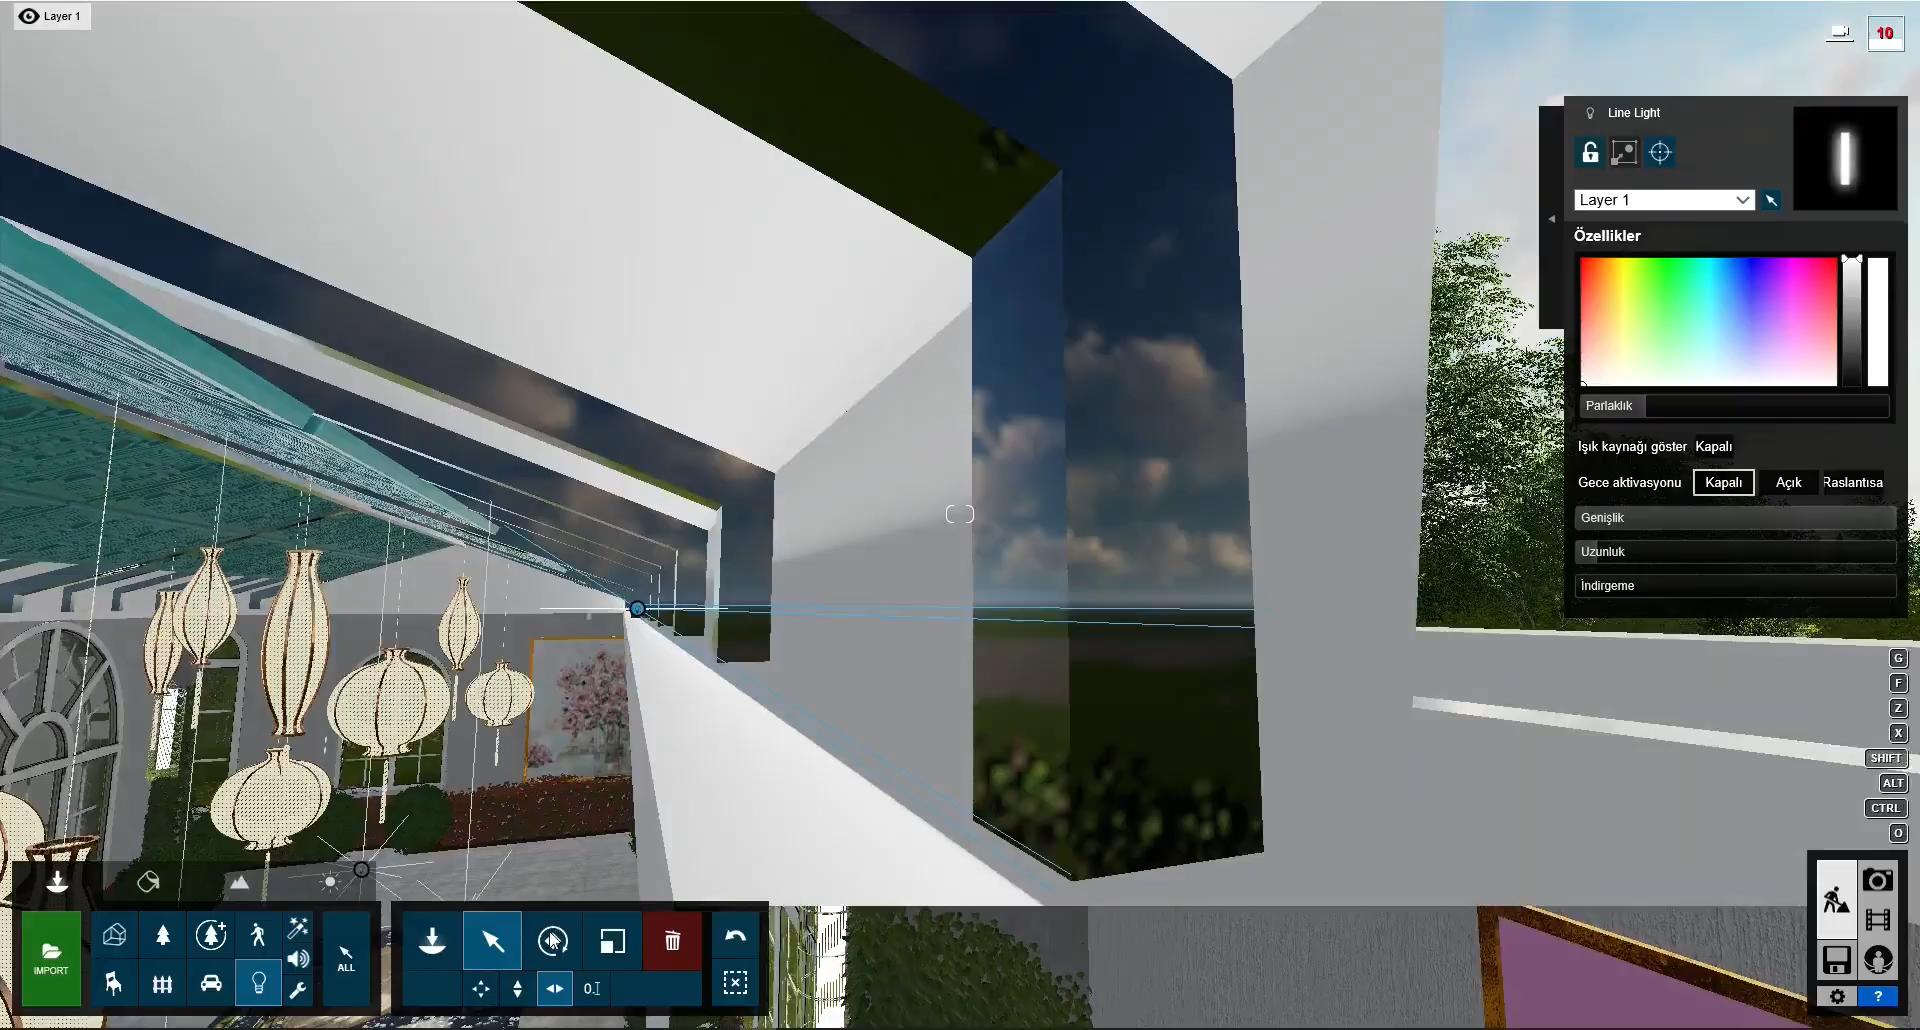 Layer 1
10
Line Light
Layer 1
Özellikler
Parlaklık
Işık kaynağı göster Kapalı
Gece aktivasyonu Kapalı Açık Raslantısa
Genişlik
Uzunluk
İndirgeme
G
F
Z
X
SHIFT
ALT
CTRL
O
IMPORT
ALL
0.
?